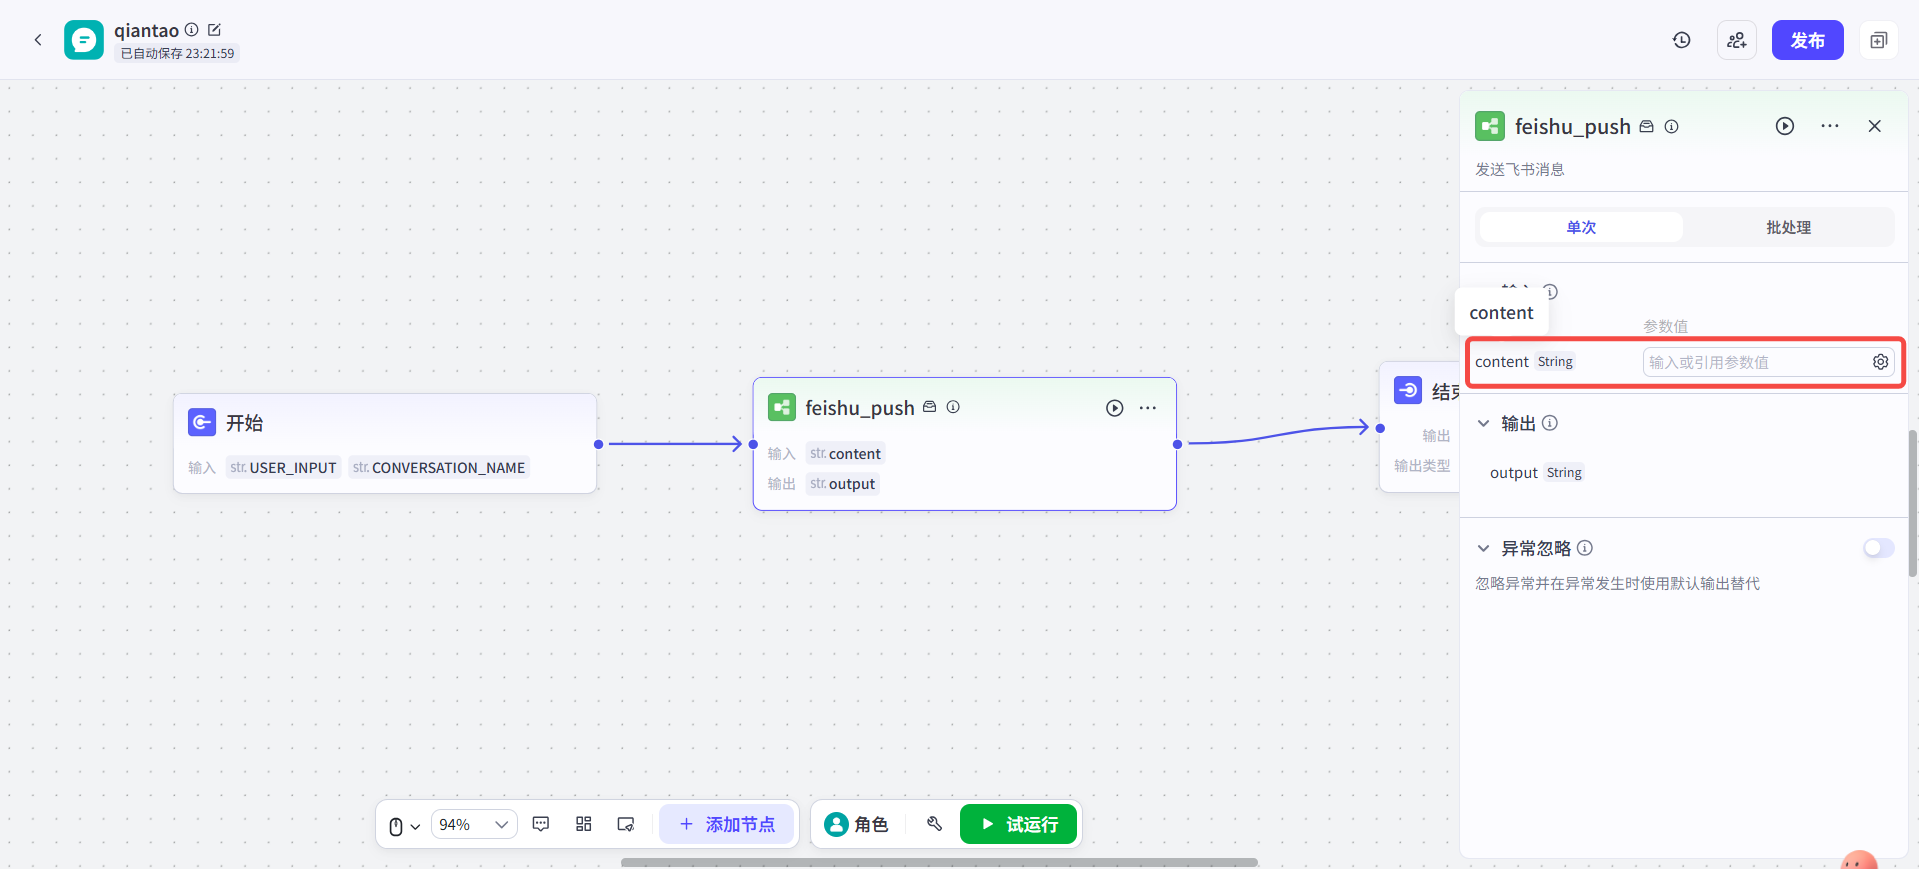 qiantao
已自动保存 23:21:59
发布
开始
输入 str. USER_INPUT str. CONVERSATION_NAME
feishu_push
输入 str. content
输出 str. output
结束
输出
输出类型
feishu_push
发送飞书消息
单次 批处理
输入
content
参数值
content String 输入或引用参数值
输出
output String
异常忽略
忽略异常并在异常发生时使用默认输出替代
94% 添加节点 角色 试运行